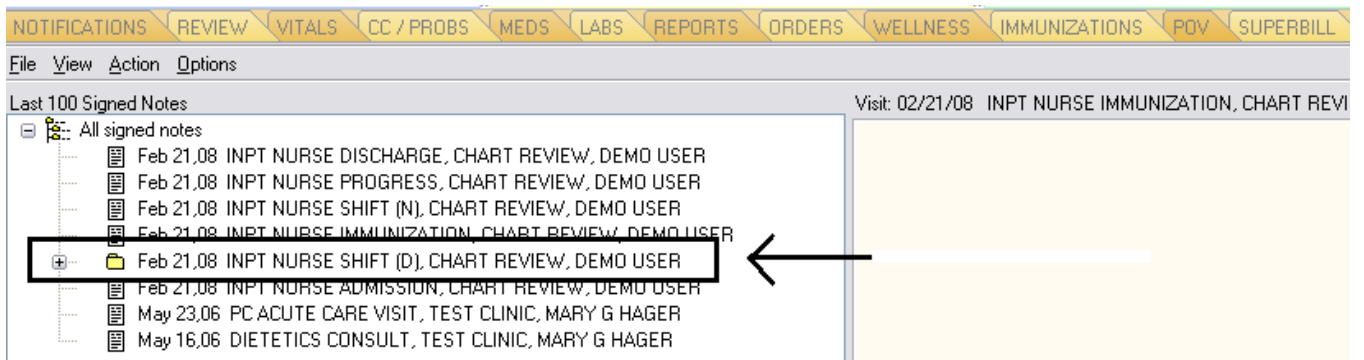 NOTIFICATIONS REVIEW VITALS CC / PROBS MEDS LABS REPORTS ORDERS WELLNESS IMMUNIZATIONS POV SUPERBILL
File View Action Options
Last 100 Signed Notes Visit: 02/21/08 INPT NURSE IMMUNIZATION, CHART REVI
All signed notes
Feb 21,08 INPT NURSE DISCHARGE, CHART REVIEW, DEMO USER
Feb 21,08 INPT NURSE PROGRESS, CHART REVIEW, DEMO USER
Feb 21,08 INPT NURSE SHIFT (N), CHART REVIEW, DEMO USER
Feb 21,08 INPT NURSE IMMUNIZATION, CHART REVIEW, DEMO USER
Feb 21,08 INPT NURSE SHIFT (D), CHART REVIEW, DEMO USER
Feb 21,08 INPT NURSE ADMISSION, CHART REVIEW, DEMO USER
May 23,06 PC ACUTE CARE VISIT, TEST CLINIC, MARY G HAGER
May 16,06 DIETETICS CONSULT, TEST CLINIC, MARY G HAGER